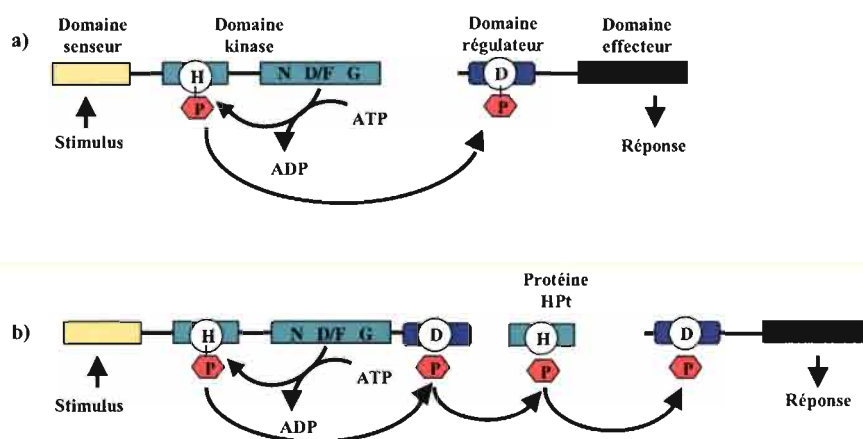 a)
Domaine
senseur
Domaine
kinase
Domaine
régulateur
Domaine
effecteur
H
N D/F G
D
P
P
Stimulus
ATP
ADP
Réponse
Protéine
HPt
b)
H
N D/F G
D
H
D
P
P
P
P
Stimulus
ATP
ADP
Réponse